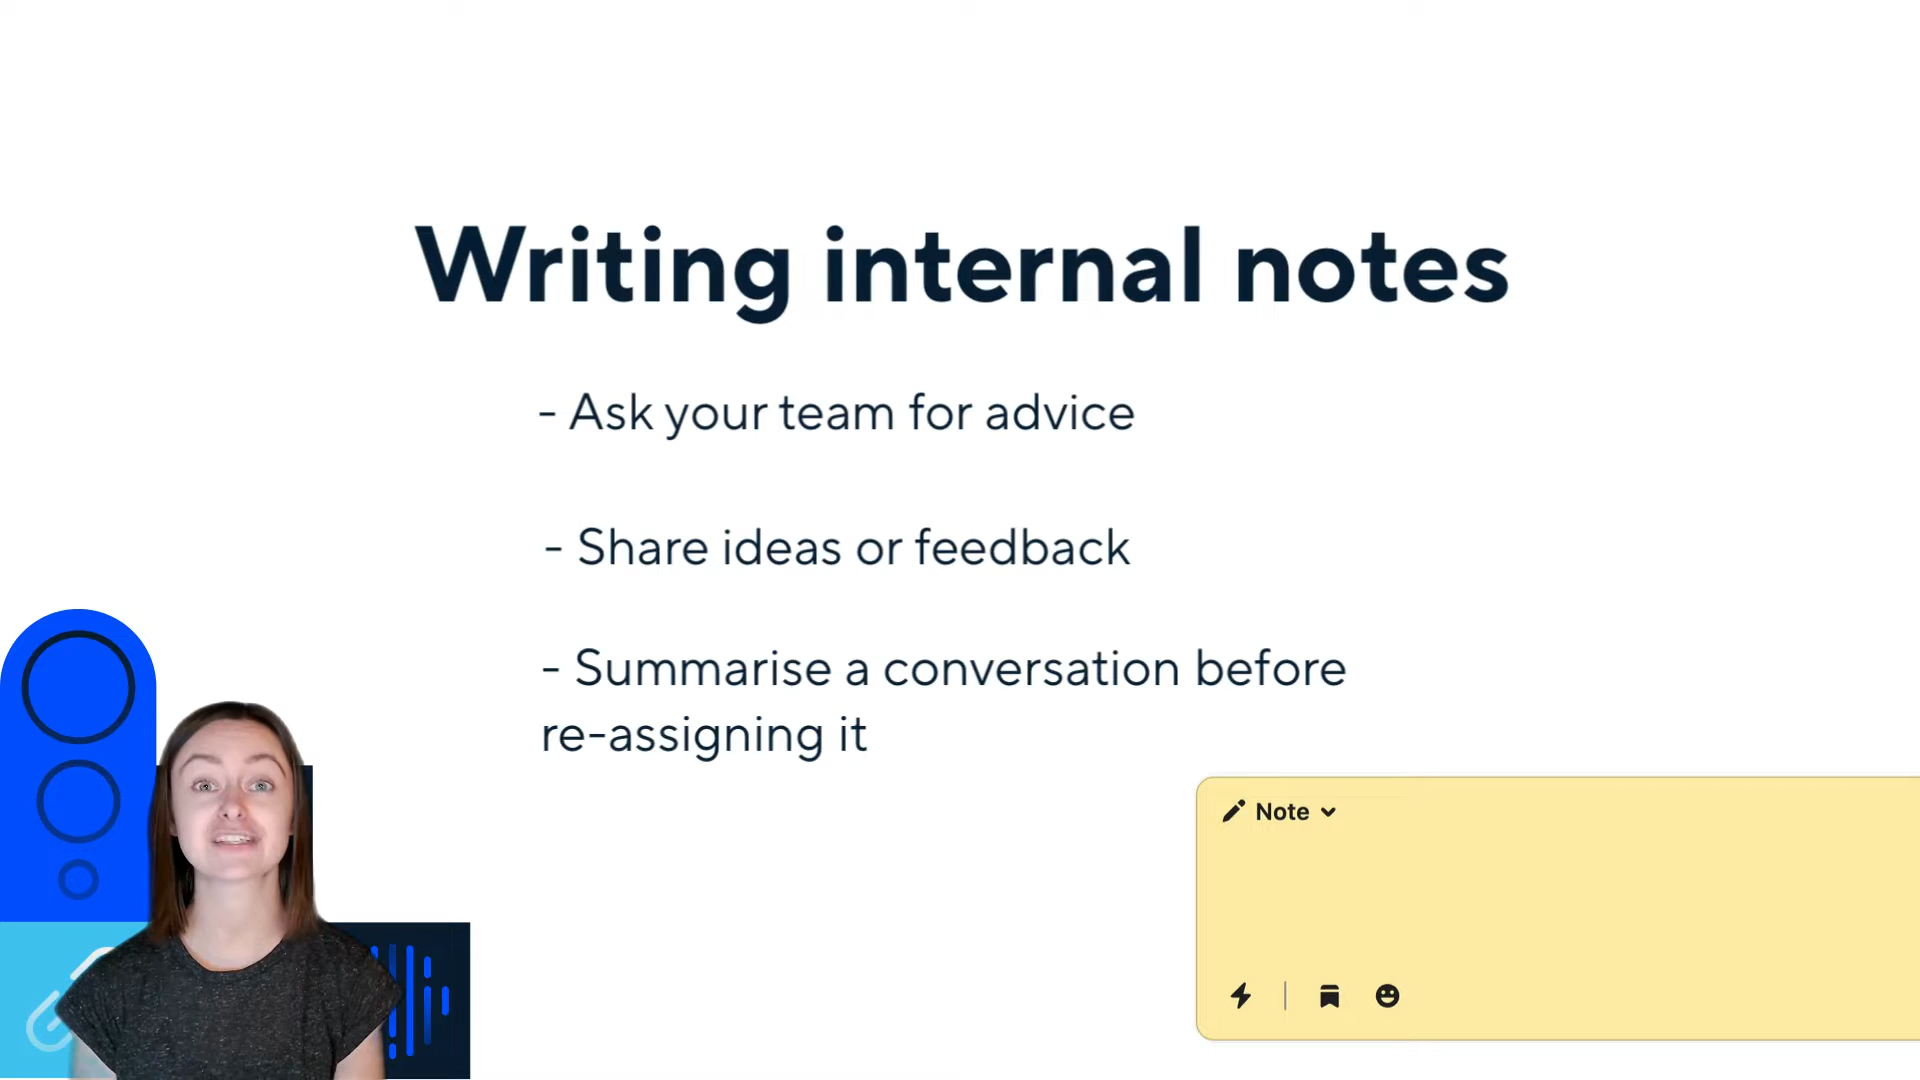 Writing internal notes
- Ask your team for advice
- Share ideas or feedback
- Summarise a conversation before
re-assigning it
Note